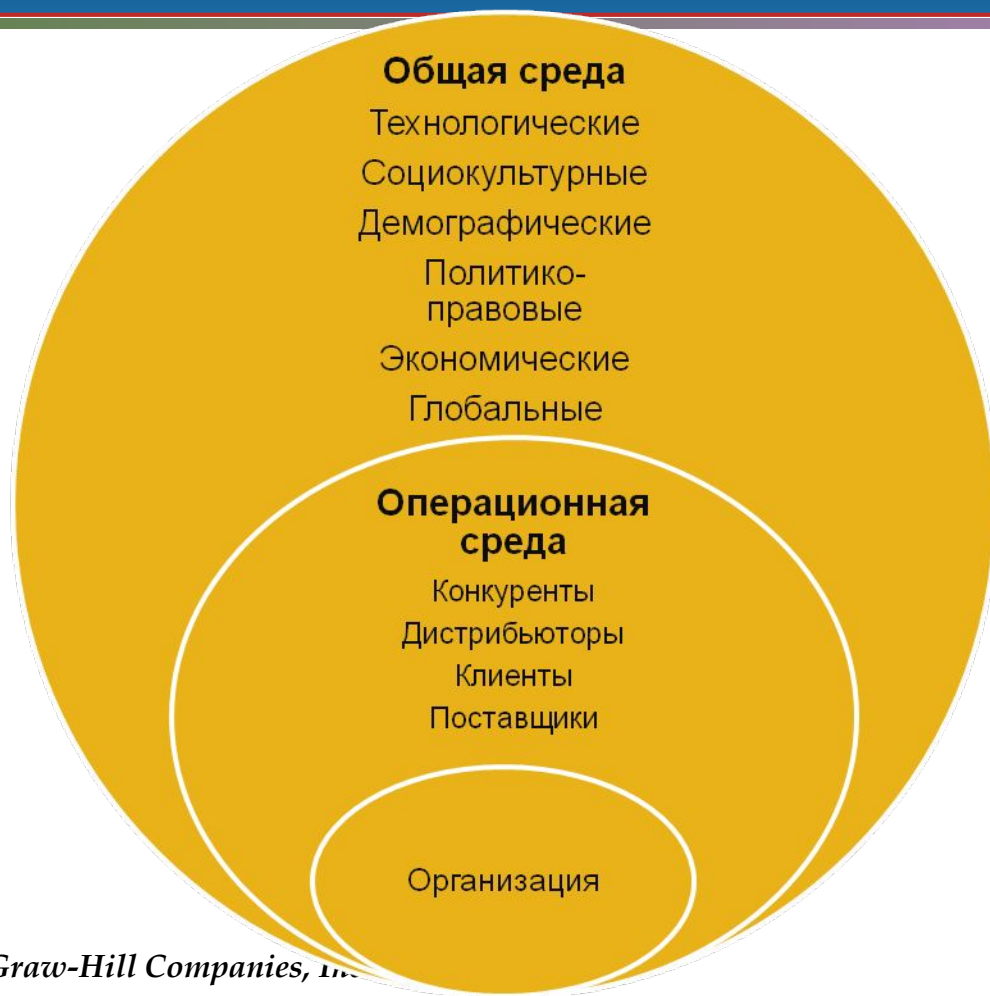 Общая среда
Технологические
Социокультурные
Демографические
Политико-
правовые
Экономические
Глобальные
Операционная
среда
Конкуренты
Дистрибьюторы
Клиенты
Поставщики
Организация
Graw-Hill Companies,